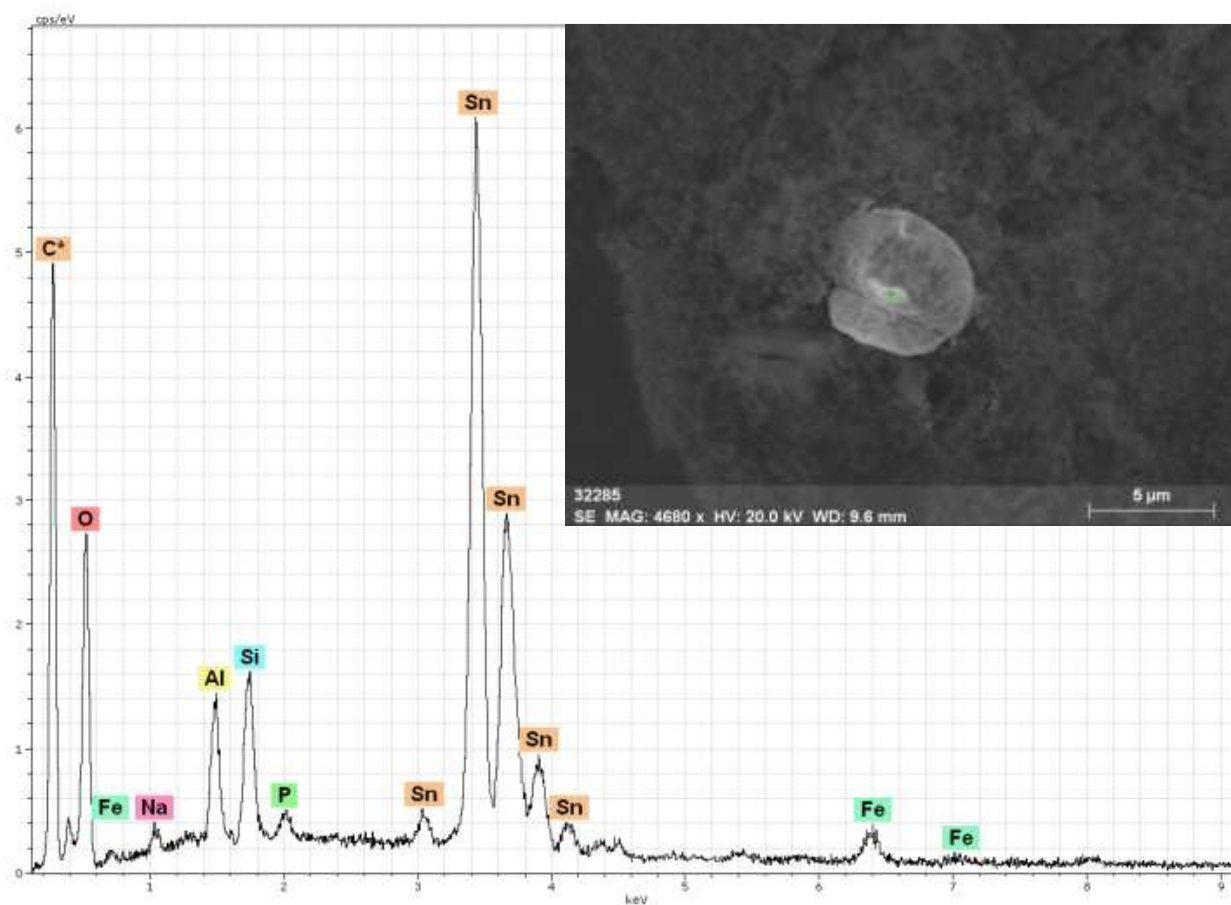 cps/eV
6
5
4
3
2
1
0
C*
O
Fe
Na
Al
Si
P
Sn
Sn
Sn
Sn
Sn
Fe
Fe
1 2 3 4 5 6 7 8 9
keV
32285
SE MAG: 4680 x HV: 20.0 kV WD: 9.6 mm
5 µm